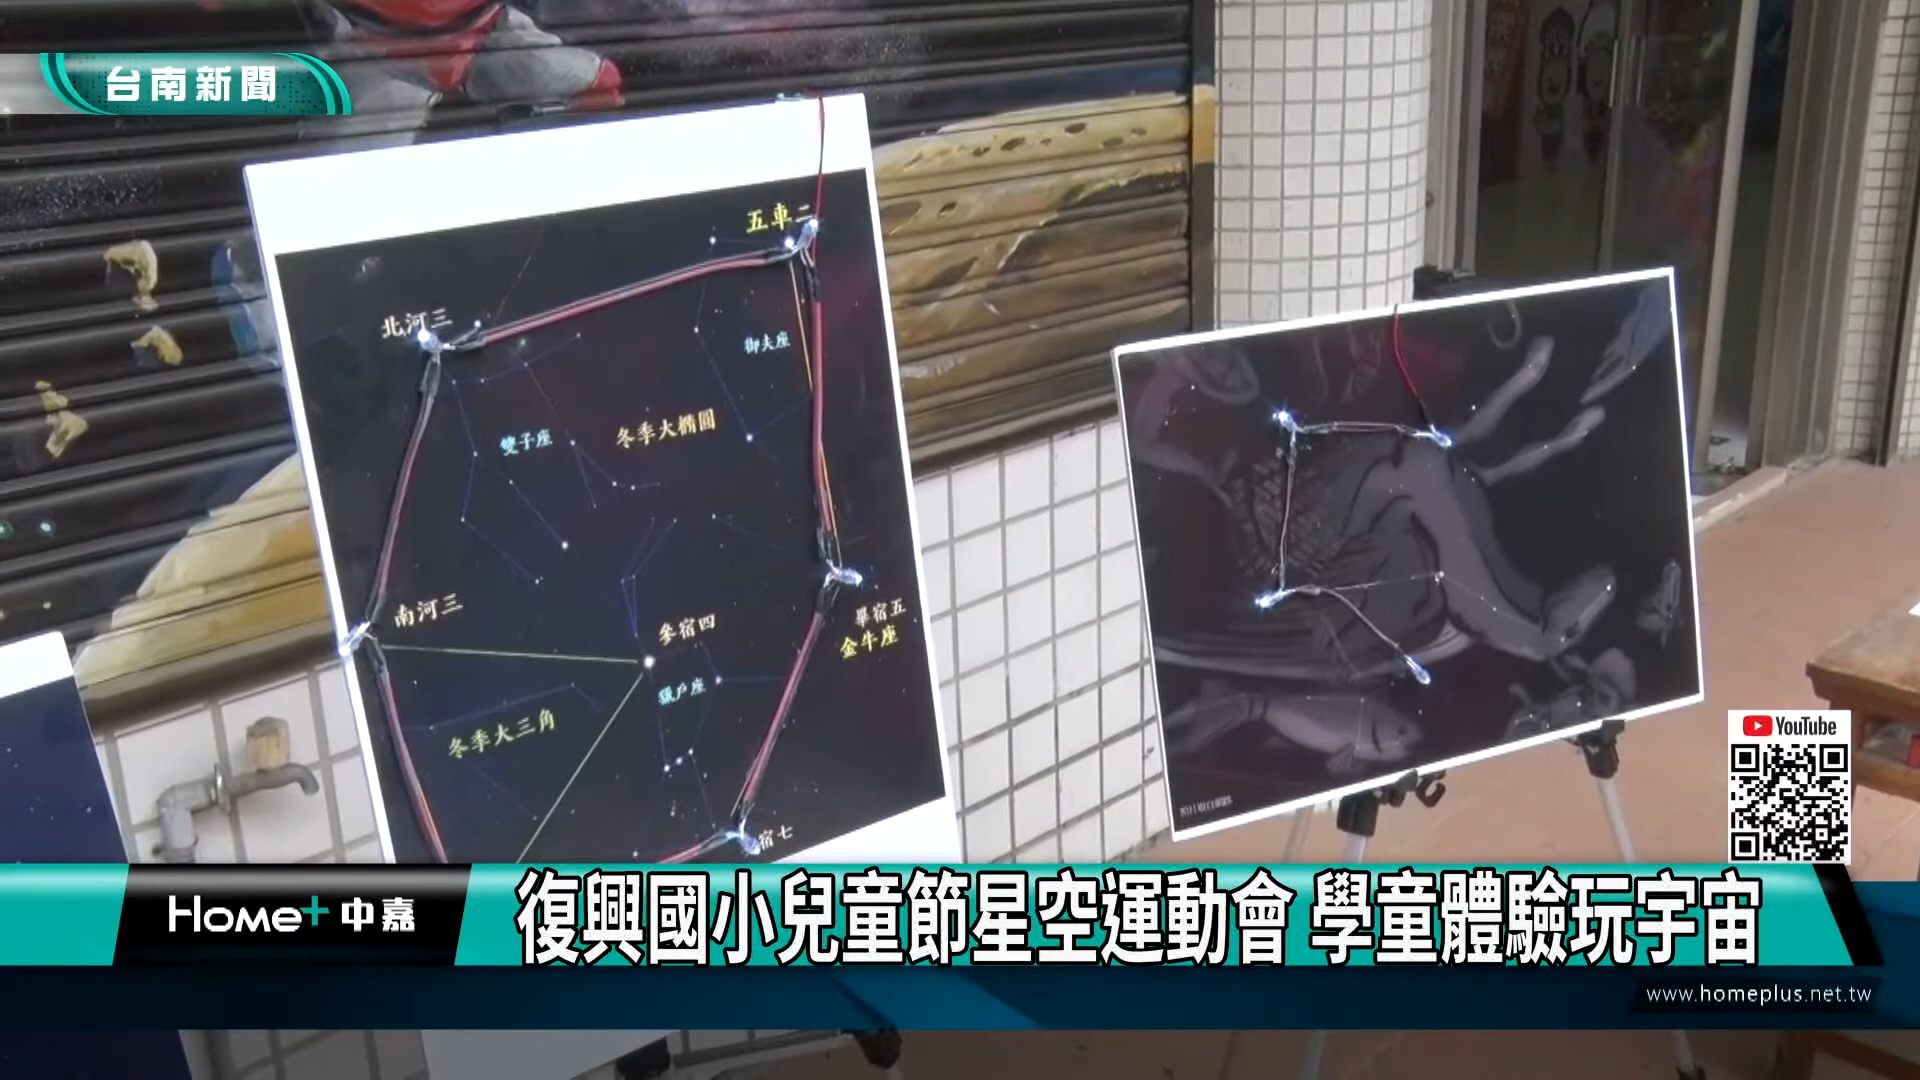 台南新聞
五車二
北河三
御夫座
雙子座
冬季大橢圓
南河三
參宿四
畢宿五
金牛座
獵戶座
冬季大三角
宿七
YouTube
Home+ 中嘉
復興國小兒童節星空運動會 學童體驗玩宇宙
www.homeplus.net.tw